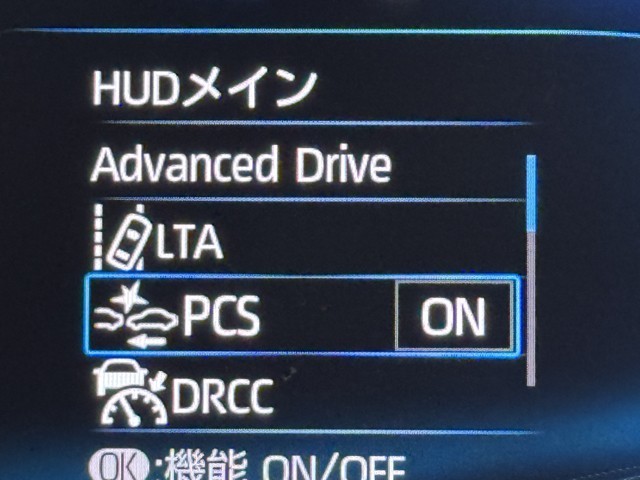 HUDメイン
Advanced Drive
LTA
PCS ON
DRCC
OK:機能 ON/OFF